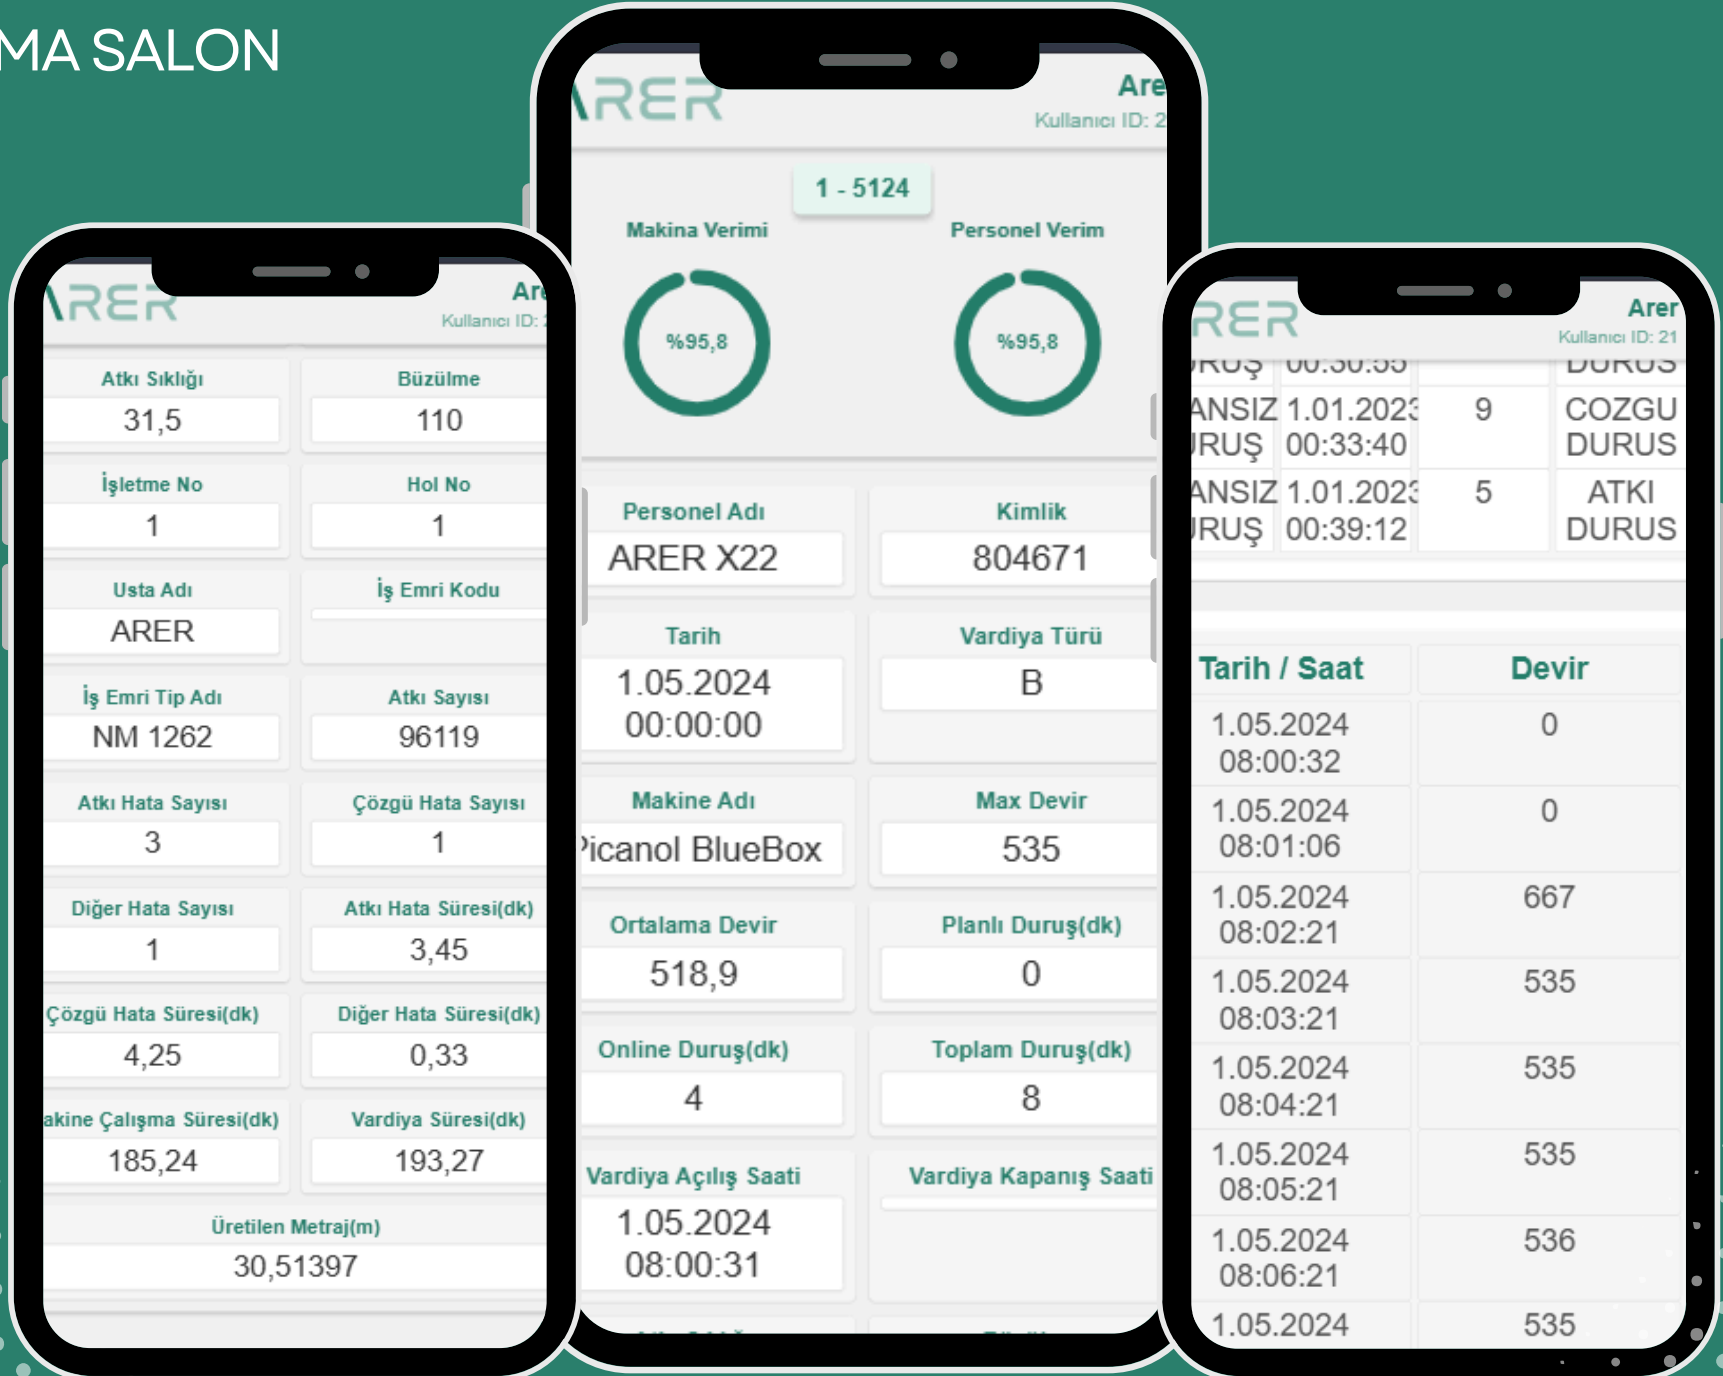 MA SALON
ARER
Are
Kullanıcı ID: 2
Atkı Sıklığı
31,5
Büzülme
110
İşletme No
1
Hol No
1
Usta Adı
ARER
İş Emri Kodu
İş Emri Tip Adı
NM 1262
Atkı Sayısı
96119
Atkı Hata Sayısı
3
Çözgü Hata Sayısı
1
Diğer Hata Sayısı
1
Atkı Hata Süresi(dk)
3,45
Çözgü Hata Süresi(dk)
4,25
Diğer Hata Süresi(dk)
0,33
akine Çalışma Süresi(dk)
185,24
Vardiya Süresi(dk)
193,27
Üretilen Metraj(m)
30,51397
ARER
Are
Kullanıcı ID: 2
1 - 5124
Makina Verimi
%95,8
Personel Verim
%95,8
Personel Adı
ARER X22
Kimlik
804671
Tarih
1.05.2024
00:00:00
Vardiya Türü
B
Makine Adı
Picanol BlueBox
Max Devir
535
Ortalama Devir
518,9
Planlı Duruş(dk)
0
Online Duruş(dk)
4
Toplam Duruş(dk)
8
Vardiya Açılış Saati
1.05.2024
08:00:31
Vardiya Kapanış Saati
RER
Arer
Kullanıcı ID: 21
RUŞ 00:30:55 DURUS
ANSIZ 1.01.2023 9 COZGU
RUŞ 00:33:40 DURUS
ANSIZ 1.01.2023 5 ATKI
RUŞ 00:39:12 DURUS
Tarih / Saat Devir
1.05.2024 0
08:00:32
1.05.2024 0
08:01:06
1.05.2024 667
08:02:21
1.05.2024 535
08:03:21
1.05.2024 535
08:04:21
1.05.2024 535
08:05:21
1.05.2024 536
08:06:21
1.05.2024 535